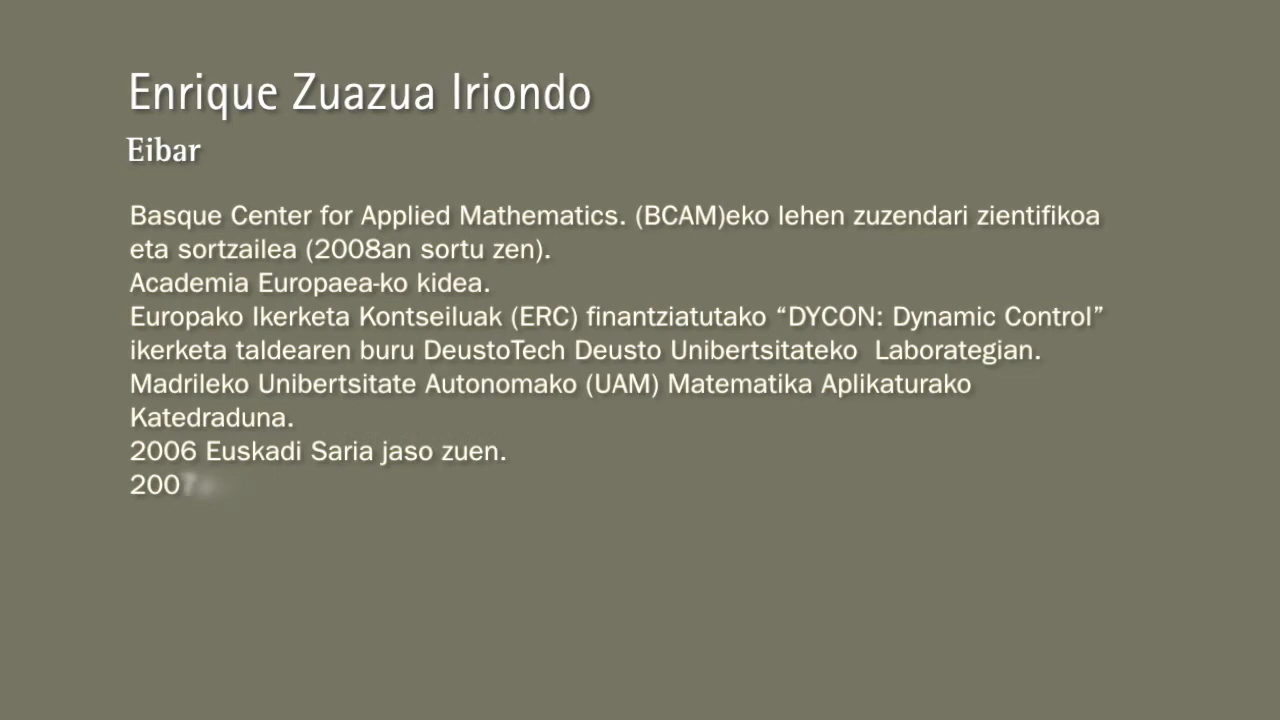 Enrique Zuazua Iriondo
Eibar
Basque Center for Applied Mathematics. (BCAM)eko lehen zuzendari zientifikoa
eta sortzailea (2008an sortu zen).
Academia Europaea-ko kidea.
Europako Ikerketa Kontseiluak (ERC) finantziatutako “DYCON: Dynamic Control”
ikerketa taldearen buru DeustoTech Deusto Unibertsitateko Laborategian.
Madrileko Unibertsitate Autonomako (UAM) Matematika Aplikaturako
Katedraduna.
2006 Euskadi Saria jaso zuen.